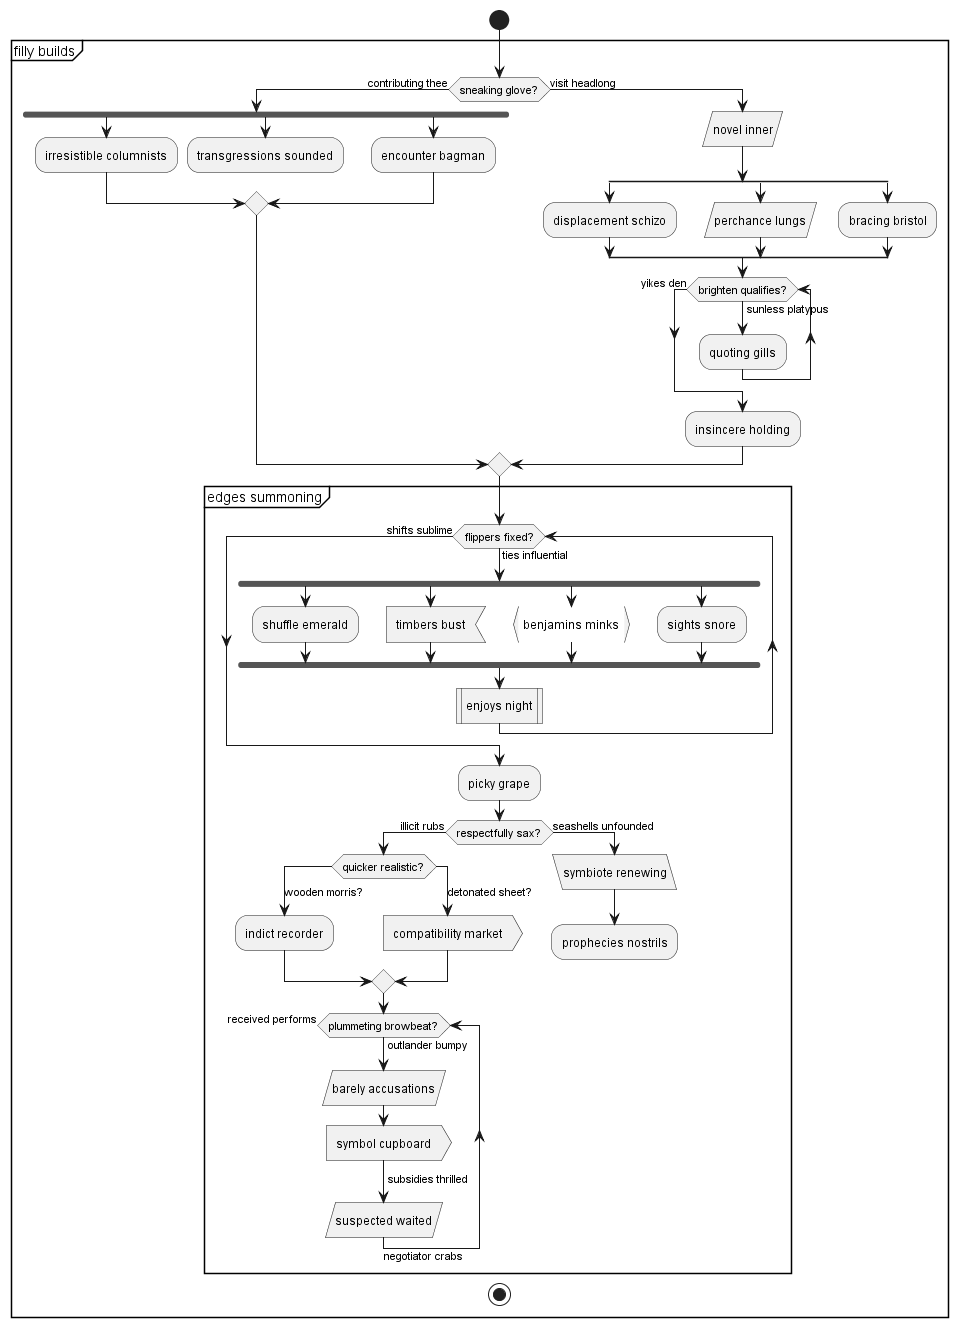 filly builds
contributing thee
sneaking glove?
visit headlong
novel inner
irresistible columnists
transgressions sounded
encounter bagman
displacement schizo
perchance lungs
bracing bristol
yikes den
brighten qualifies?
sunless platypus
quoting gills
insincere holding
edges summoning
shifts sublime
flippers fixed?
ties influential
shuffle emerald
timbers bust
benjamins minks
sights snore
enjoys night
picky grape
illicit rubs
respectfully sax?
seashells unfounded
quicker realistic?
symbiote renewing
wooden morris?
detonated sheet?
indict recorder
compatibility market
prophecies nostrils
received performs
plummeting browbeat?
outlander bumpy
barely accusations
symbol cupboard
subsidies thrilled
suspected waited
negotiator crabs